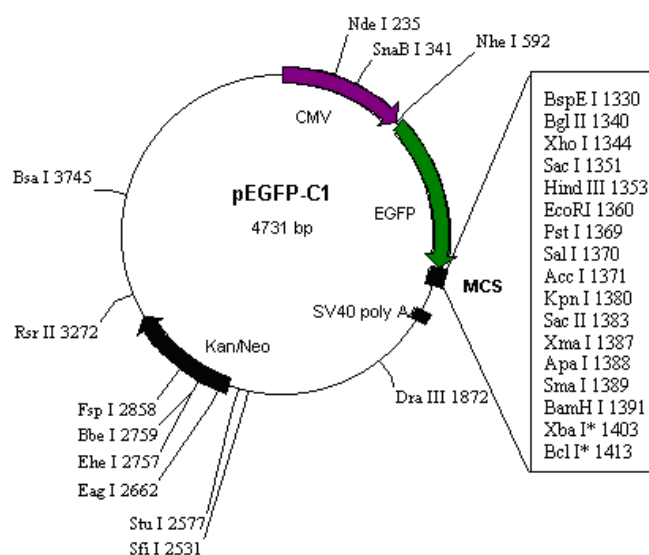 Nde I 235
SnaB I 341
Nhe I 592
CMV
EGFP
pEGFP-C1
4731 bp
MCS
SV40 poly A
Dra III 1872
Kan/Neo
Bsa I 3745
Rsr II 3272
Fsp I 2858
Bbe I 2759
Ehe I 2757
Eag I 2662
Stu I 2577
Sfi I 2531
BspE I 1330
Bgl II 1340
Xho I 1344
Sac I 1351
Hind III 1353
EcoRI 1360
Pst I 1369
Sal I 1370
Acc I 1371
Kpn I 1380
Sac II 1383
Xma I 1387
Apa I 1388
Sma I 1389
BamH I 1391
Xba I* 1403
Bcl I* 1413